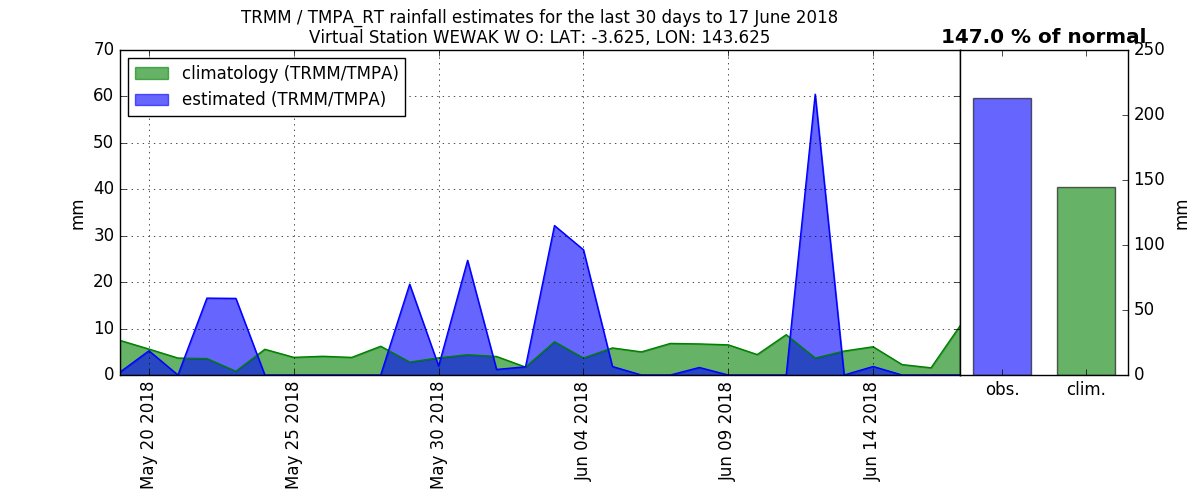 TRMM / TMPA_RT rainfall estimates for the last 30 days to 17 June 2018
Virtual Station WEWAK W O: LAT: -3.625, LON: 143.625
147.0 % of normal
climatology (TRMM/TMPA)
estimated (TRMM/TMPA)
70
60
50
40
30
20
10
0
mm
May 20 2018
May 25 2018
May 30 2018
Jun 04 2018
Jun 09 2018
Jun 14 2018
250
200
150
100
50
0
mm
obs.
clim.